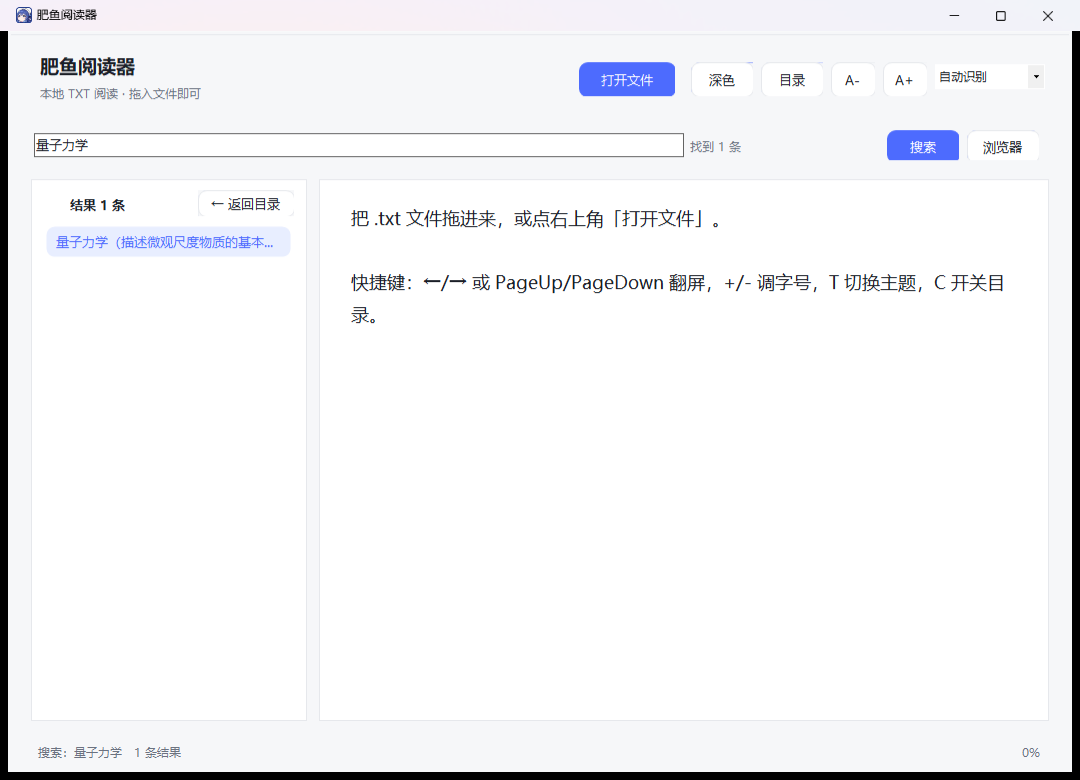 肥鱼阅读器
肥鱼阅读器
本地 TXT 阅读 · 拖入文件即可
打开文件
深色
目录
A-
A+
自动识别
量子力学
找到 1 条
搜索
浏览器
结果 1 条
← 返回目录
量子力学（描述微观尺度物质的基本...
把 .txt 文件拖进来，或点右上角「打开文件」。
快捷键：←/→ 或 PageUp/PageDown 翻屏，+/- 调字号，T 切换主题，C 开关目
录。
搜索：量子力学 1 条结果
0%